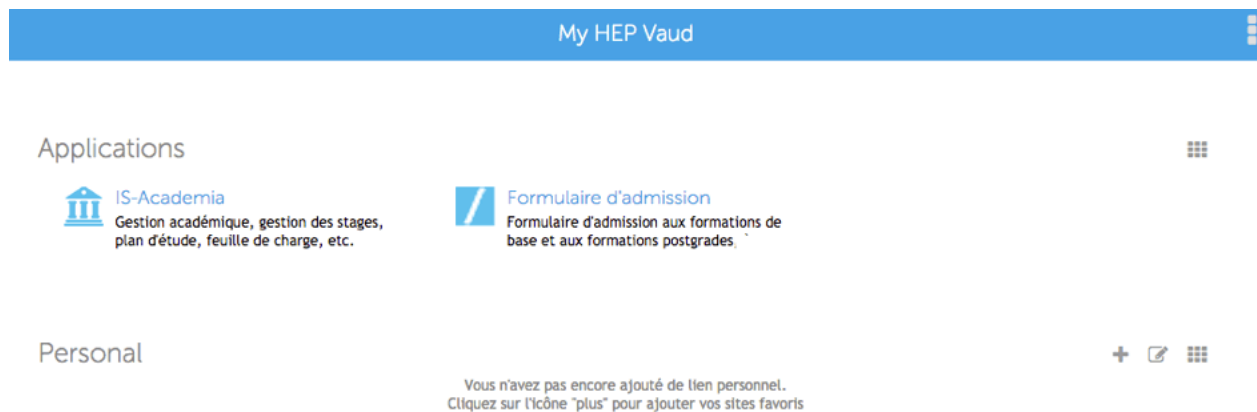 My HEP Vaud
Applications
IS-Academia
Gestion académique, gestion des stages,
plan d'étude, feuille de charge, etc.
Formulaire d'admission
Formulaire d'admission aux formations de
base et aux formations postgrades,
Personal
Vous n'avez pas encore ajouté de lien personnel.
Cliquez sur l'icône "plus" pour ajouter vos sites favoris